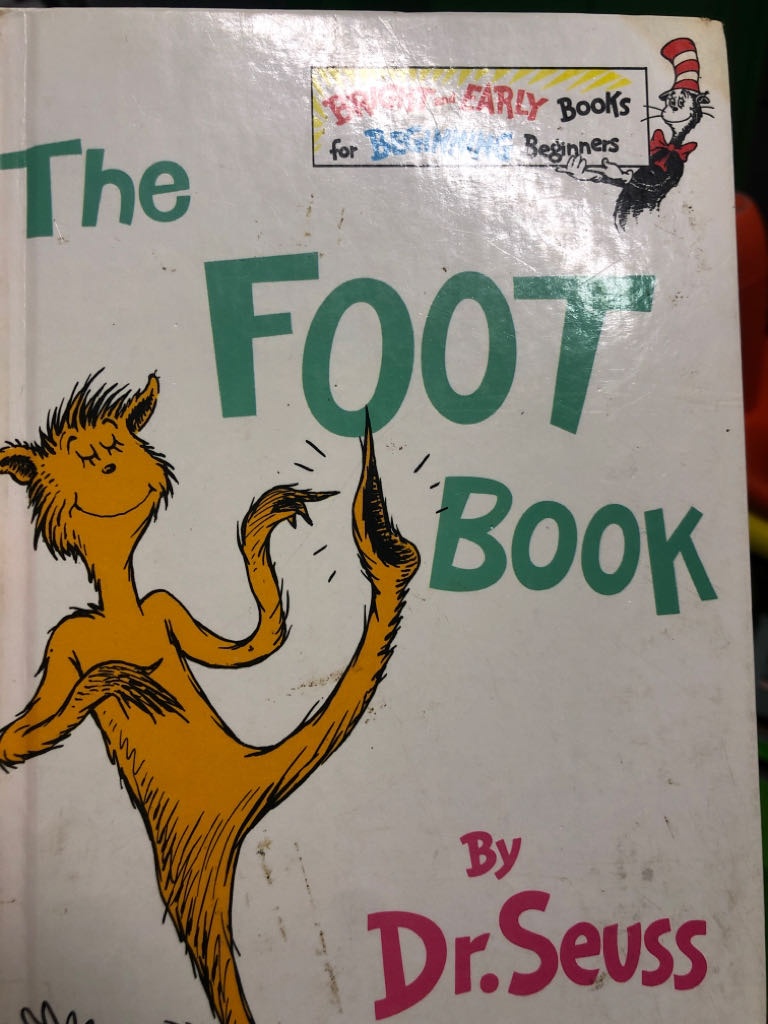 BRIGHT and EARLY BOOKS
for BEGINNING Beginners
The
FOOT
BOOK
By
Dr. Seuss